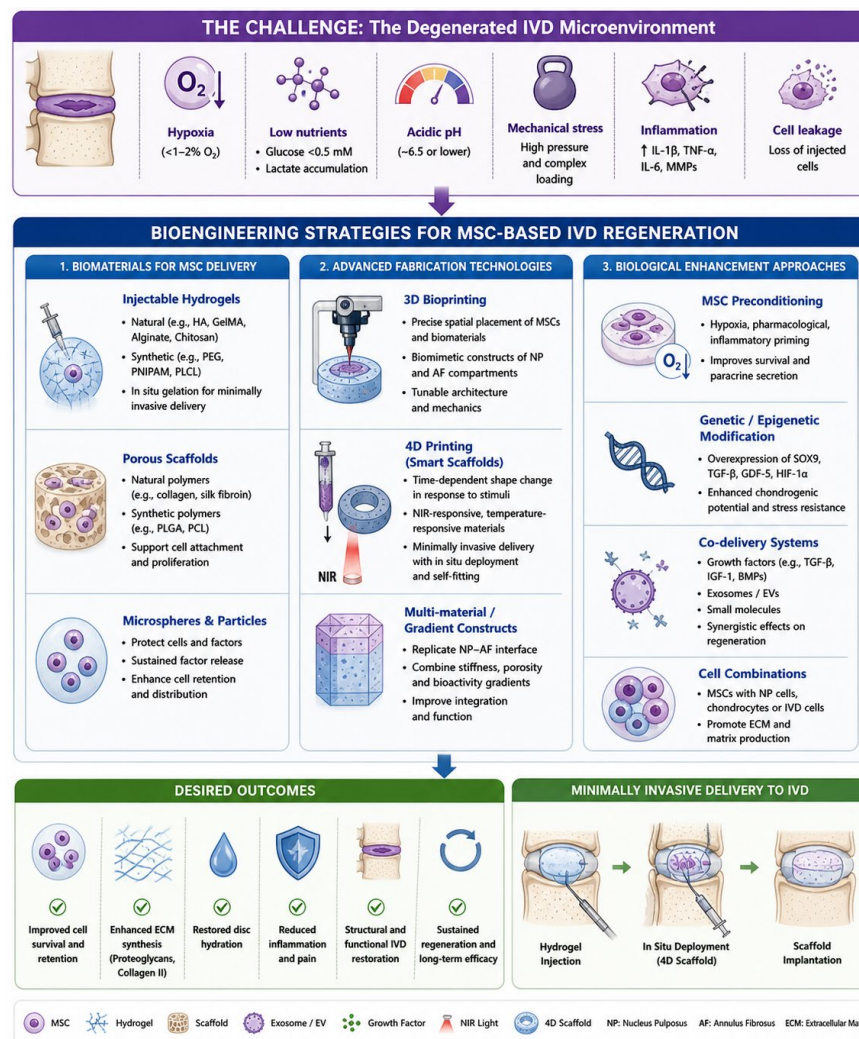 THE CHALLENGE: The Degenerated IVD Microenvironment
O₂
Hypoxia
(<1–2% O₂)
Low nutrients
• Glucose <0.5 mM
• Lactate accumulation
Acidic pH
(~6.5 or lower)
Mechanical stress
High pressure
and complex
loading
Inflammation
↑ IL-1β, TNF-α,
IL-6, MMPs
Cell leakage
Loss of injected
cells
BIOENGINEERING STRATEGIES FOR MSC-BASED IVD REGENERATION
1. BIOMATERIALS FOR MSC DELIVERY
Injectable Hydrogels
• Natural (e.g., HA, GelMA,
Alginate, Chitosan)
• Synthetic (e.g., PEG,
PNIPAM, PLCL)
• In situ gelation for minimally
invasive delivery
Porous Scaffolds
• Natural polymers
(e.g., collagen, silk fibroin)
• Synthetic polymers
(e.g., PLGA, PCL)
• Support cell attachment
and proliferation
Microspheres & Particles
• Protect cells and factors
• Sustained factor release
• Enhance cell retention
and distribution
2. ADVANCED FABRICATION TECHNOLOGIES
3D Bioprinting
• Precise spatial placement of MSCs
and biomaterials
• Biomimetic constructs of NP
and AF compartments
• Tunable architecture
and mechanics
4D Printing
(Smart Scaffolds)
• Time-dependent shape change
in response to stimuli
• NIR-responsive, temperature-
responsive materials
• Minimally invasive delivery
with in situ deployment
and self-fitting
NIR
Multi-material /
Gradient Constructs
• Replicate NP–AF interface
• Combine stiffness, porosity
and bioactivity gradients
• Improve integration
and function
3. BIOLOGICAL ENHANCEMENT APPROACHES
MSC Preconditioning
• Hypoxia, pharmacological,
inflammatory priming
• Improves survival and
paracrine secretion
O₂
Genetic / Epigenetic
Modification
• Overexpression of SOX9,
TGF-β, GDF-5, HIF-1α
• Enhanced chondrogenic
potential and stress resistance
Co-delivery Systems
• Growth factors (e.g., TGF-β,
IGF-1, BMPs)
• Exosomes / EVs
• Small molecules
• Synergistic effects on
regeneration
Cell Combinations
• MSCs with NP cells,
chondrocytes or IVD cells
• Promote ECM and
matrix production
DESIRED OUTCOMES
Improved cell
survival and
retention
Enhanced ECM
synthesis
(Proteoglycans,
Collagen II)
Restored disc
hydration
Reduced
inflammation
and pain
Structural and
functional IVD
restoration
Sustained
regeneration and
long-term efficacy
MINIMALLY INVASIVE DELIVERY TO IVD
Hydrogel
Injection
In Situ Deployment
(4D Scaffold)
Scaffold
Implantation
MSC
Hydrogel
Scaffold
Exosome / EV
Growth Factor
NIR Light
4D Scaffold
NP: Nucleus Pulposus
AF: Annulus Fibrosus
ECM: Extracellular Ma